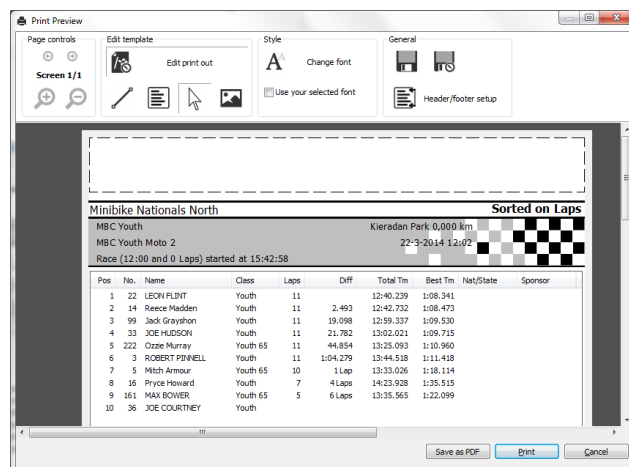 Print Preview
Page controls
Edit template
Style
General
Screen 1/1
Edit print out
Change font
Use your selected font
Header/footer setup
Minibike Nationals North Sorted on Laps
MBC Youth Kieradan Park 0,000 km
MBC Youth Moto 2 22-3-2014 12:02
Race (12:00 and 0 Laps) started at 15:42:58
Pos No. Name Class Laps Diff Total Tm Best Tm Nat/State Sponsor
1 22 LEON FLINT Youth 11 12:40.239 1:08.341
2 14 Reece Madden Youth 11 2.493 12:42.732 1:08.473
3 99 Jack Grayshon Youth 11 19.098 12:59.337 1:09.530
4 33 JOE HUDSON Youth 11 21.782 13:02.021 1:09.715
5 222 Ozzie Murray Youth 65 11 44.854 13:25.093 1:10.960
6 3 ROBERT PINNELL Youth 11 1:04.279 13:44.518 1:11.418
7 5 Mitch Armour Youth 65 10 1 Lap 13:33.026 1:18.114
8 16 Pryce Howard Youth 7 4 Laps 14:23.928 1:35.515
9 161 MAX BOWER Youth 65 5 6 Laps 13:35.565 1:22.099
10 36 JOE COURTNEY Youth
Save as PDF Print Cancel